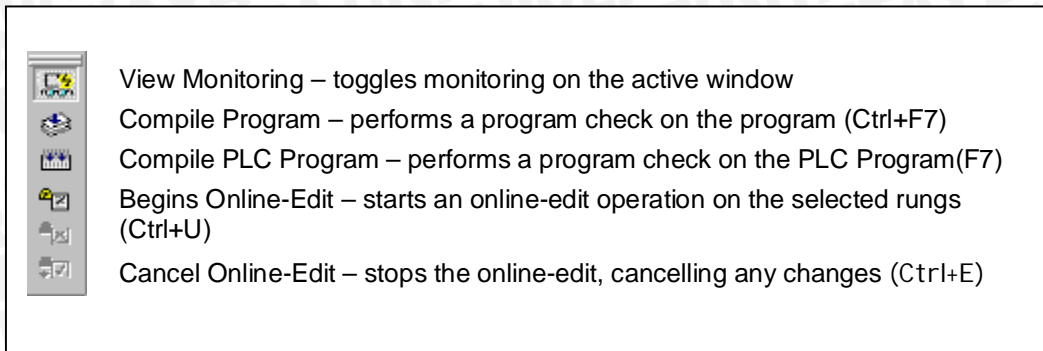 View Monitoring – toggles monitoring on the active window
Compile Program – performs a program check on the program (Ctrl+F7)
Compile PLC Program – performs a program check on the PLC Program(F7)
Begins Online-Edit – starts an online-edit operation on the selected rungs
(Ctrl+U)
Cancel Online-Edit – stops the online-edit, cancelling any changes (Ctrl+E)